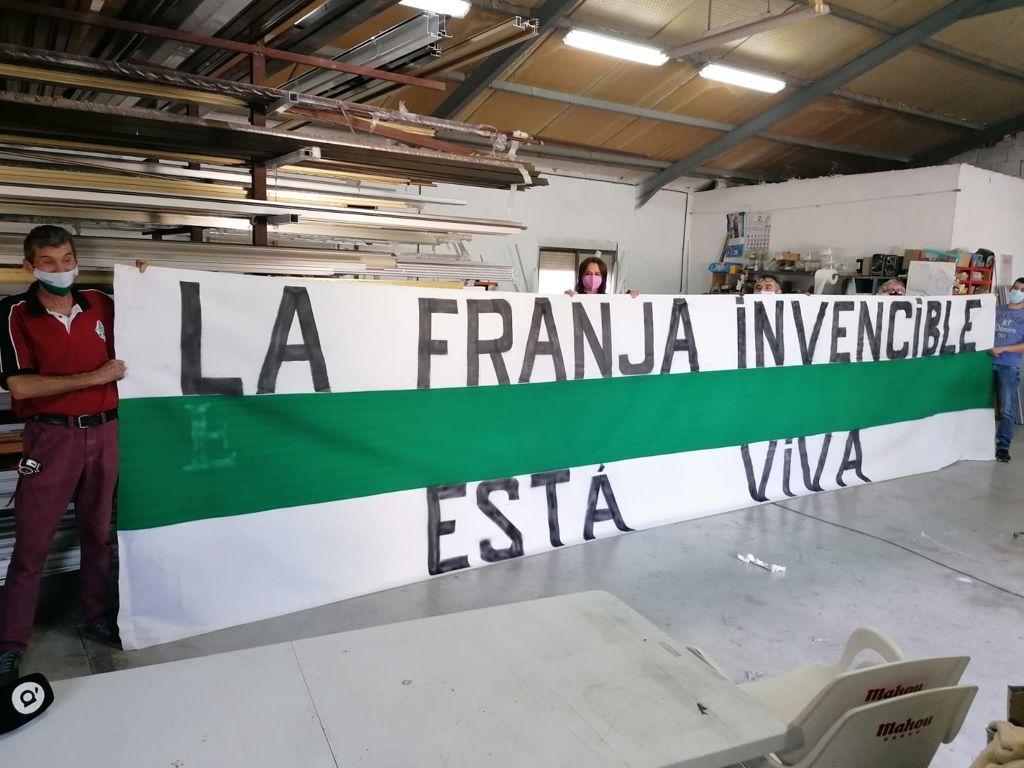 LA FRANJA iNVENCiBLE
E
ESTÁ ViVA
Mahou
Mahou